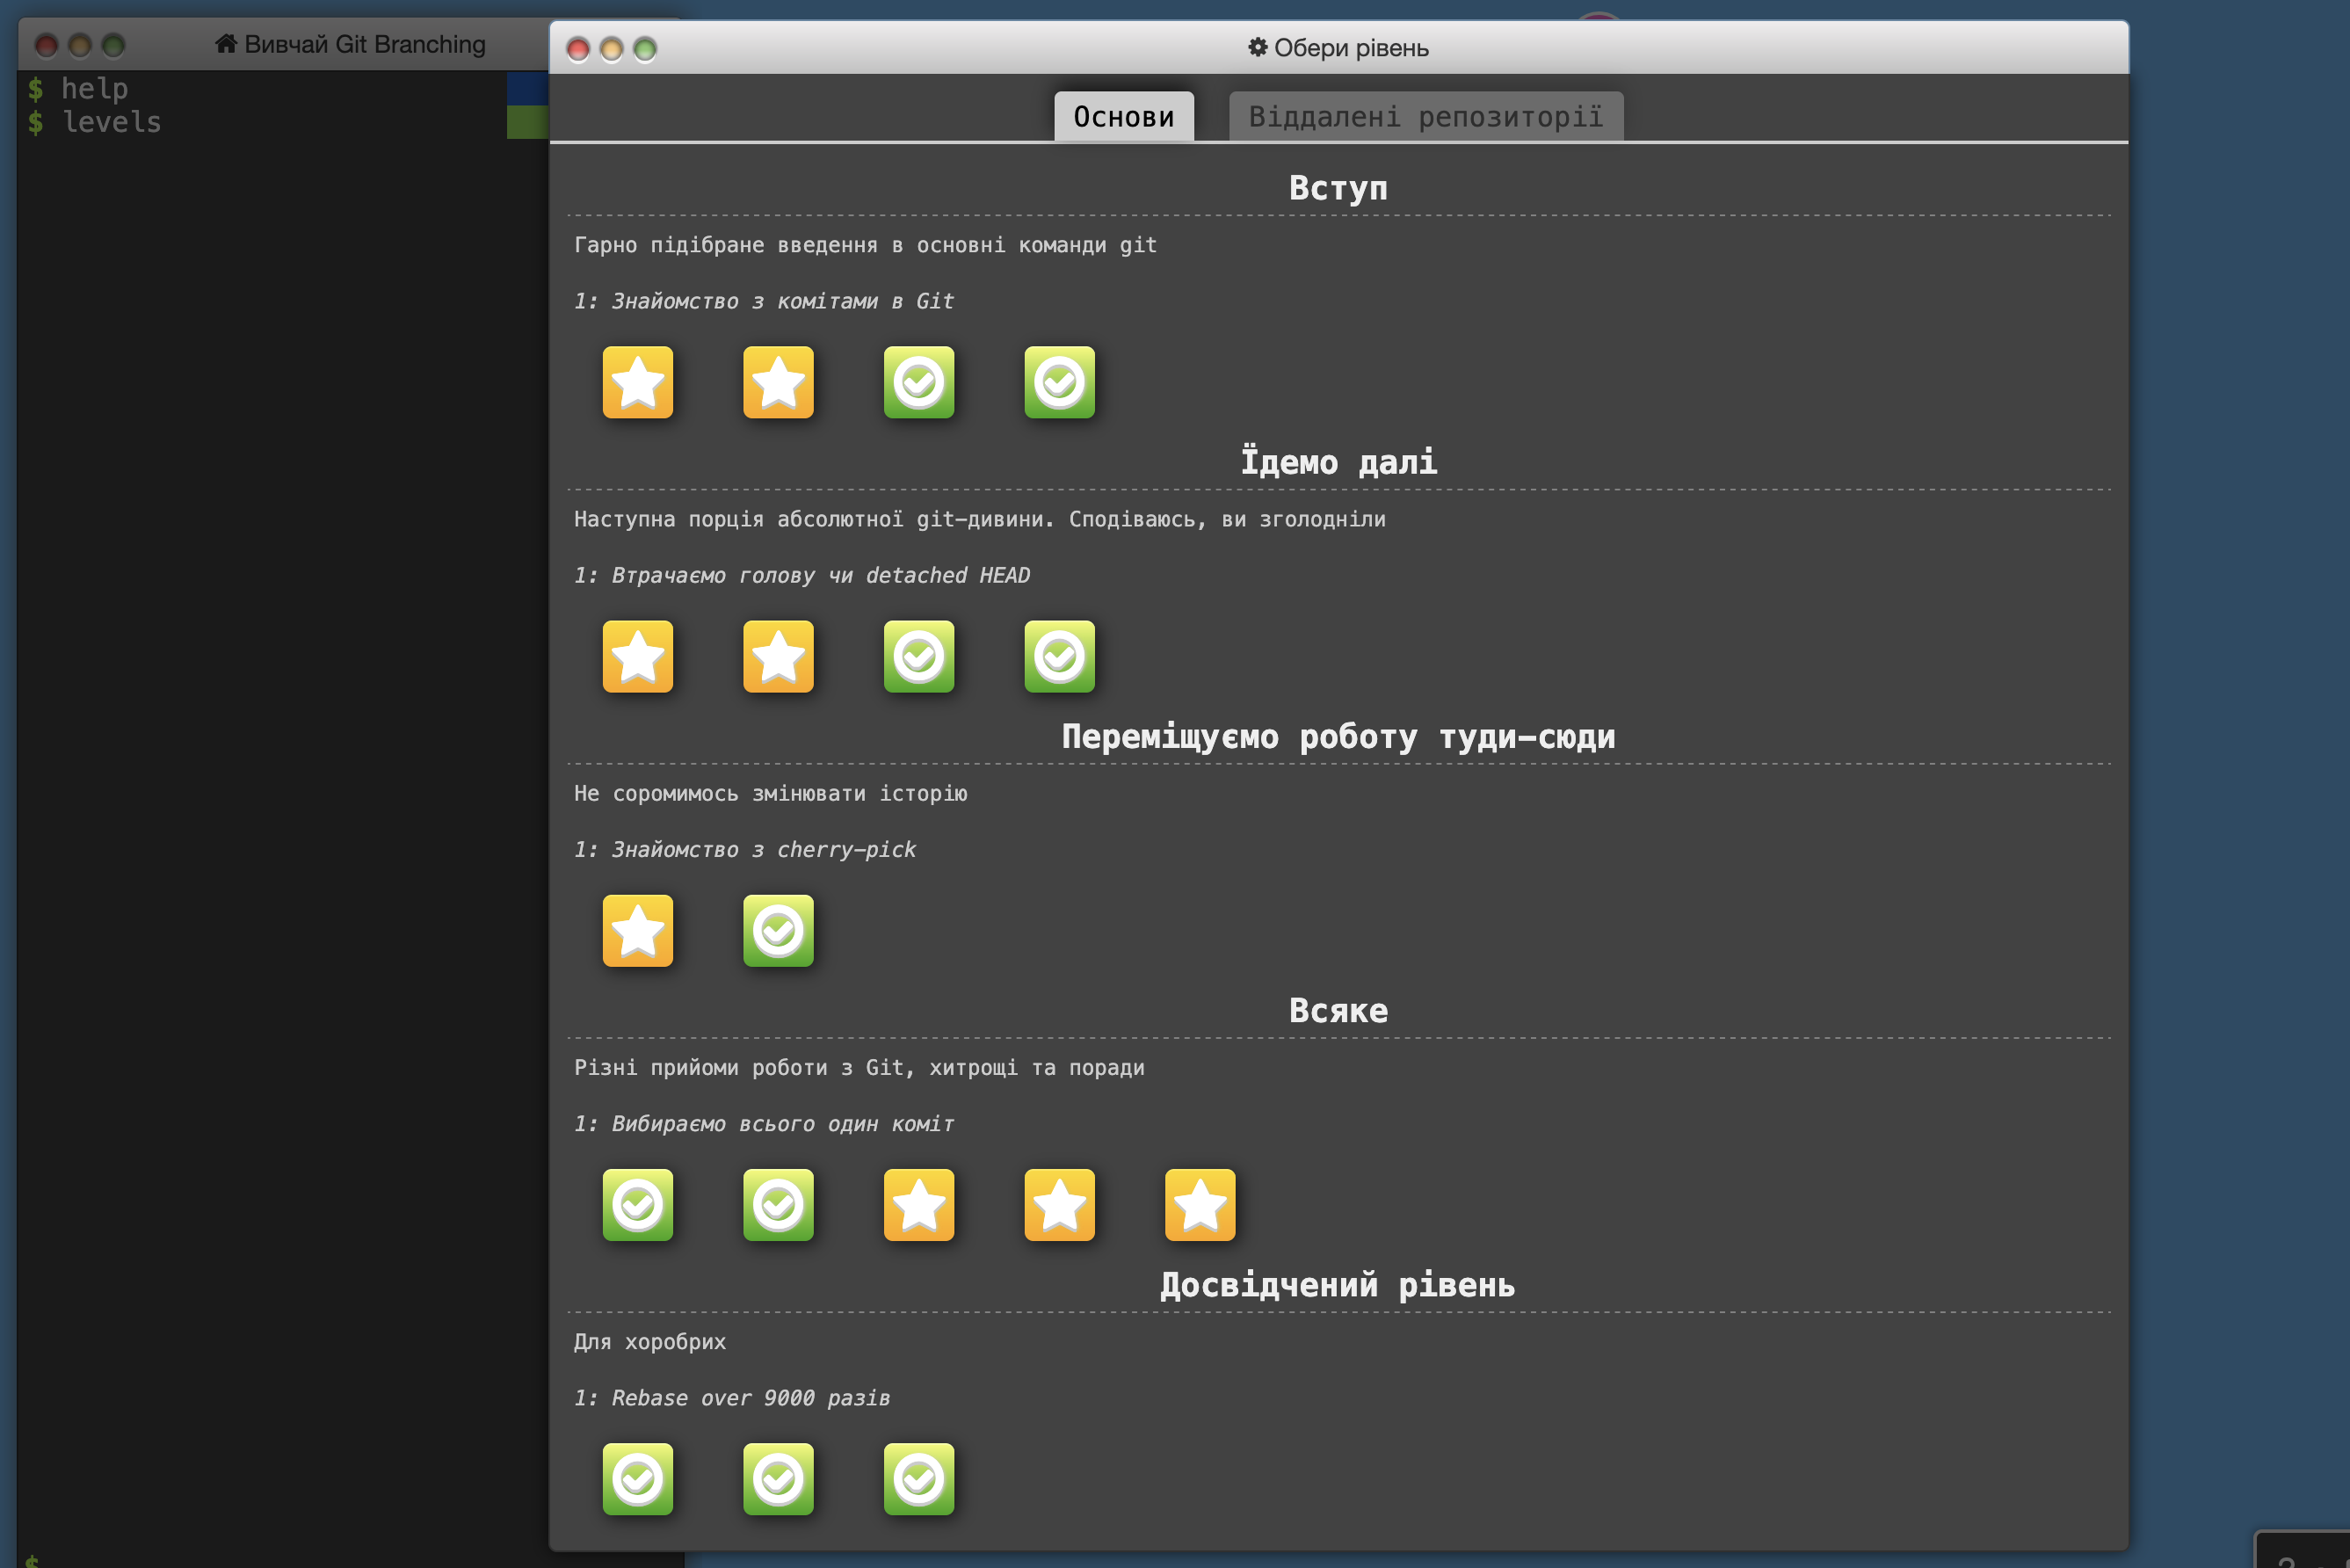 Вивчай Git Branching
$ help
$ levels
$
Обери рівень
Основи
Віддалені репозиторії
Вступ
Гарно підібране введення в основні команди git
1: Знайомство з комітами в Git
Їдемо далі
Наступна порція абсолютної git-дивини. Сподіваюсь, ви зголодніли
1: Втрачаємо голову чи detached HEAD
Переміщуємо роботу туди-сюди
Не соромимось змінювати історію
1: Знайомство з cherry-pick
Всяке
Різні прийоми роботи з Git, хитрощі та поради
1: Вибираємо всього один коміт
Досвідчений рівень
Для хоробрих
1: Rebase over 9000 разів